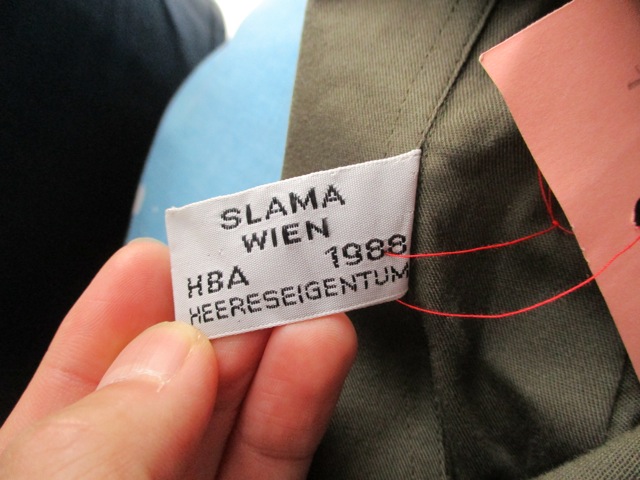 SLAMA
WIEN
HBA 1988
HEERESEIGENTUM